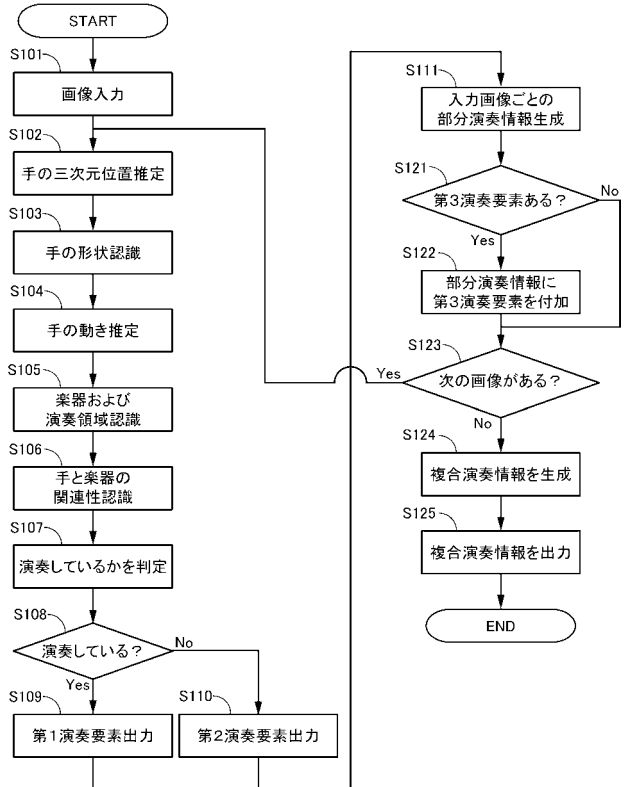 START
S101
画像入力
S102
手の三次元位置推定
S103
手の形状認識
S104
手の動き推定
S105
楽器および
演奏領域認識
S106
手と楽器の
関連性認識
S107
演奏しているかを判定
S108
演奏している？
No
Yes
S109
第１演奏要素出力
S110
第２演奏要素出力
S111
入力画像ごとの
部分演奏情報生成
S121
第３演奏要素ある？
No
Yes
S122
部分演奏情報に
第３演奏要素を付加
S123
Yes
次の画像がある？
No
S124
複合演奏情報を生成
S125
複合演奏情報を出力
END